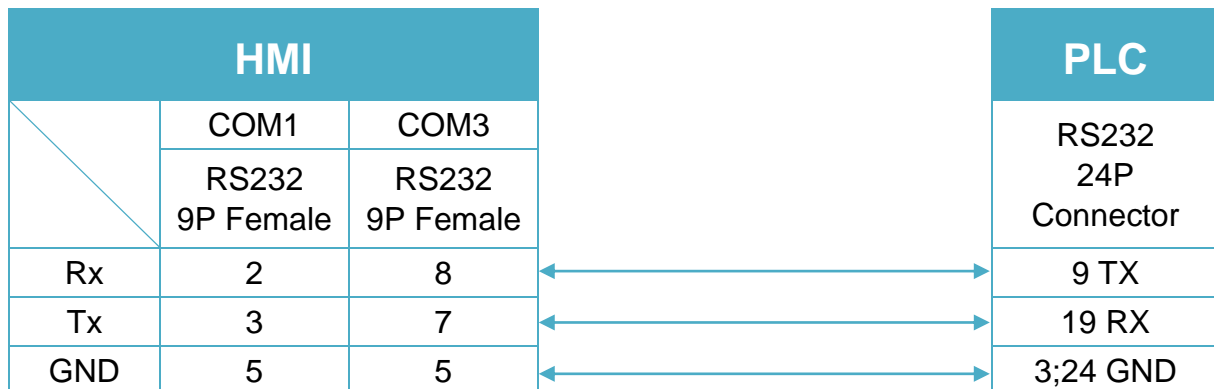 HMI
PLC
COM1 COM3
RS232
9P Female
RS232
9P Female
RS232
24P
Connector
Rx 2 8 9 TX
Tx 3 7 19 RX
GND 5 5 3;24 GND